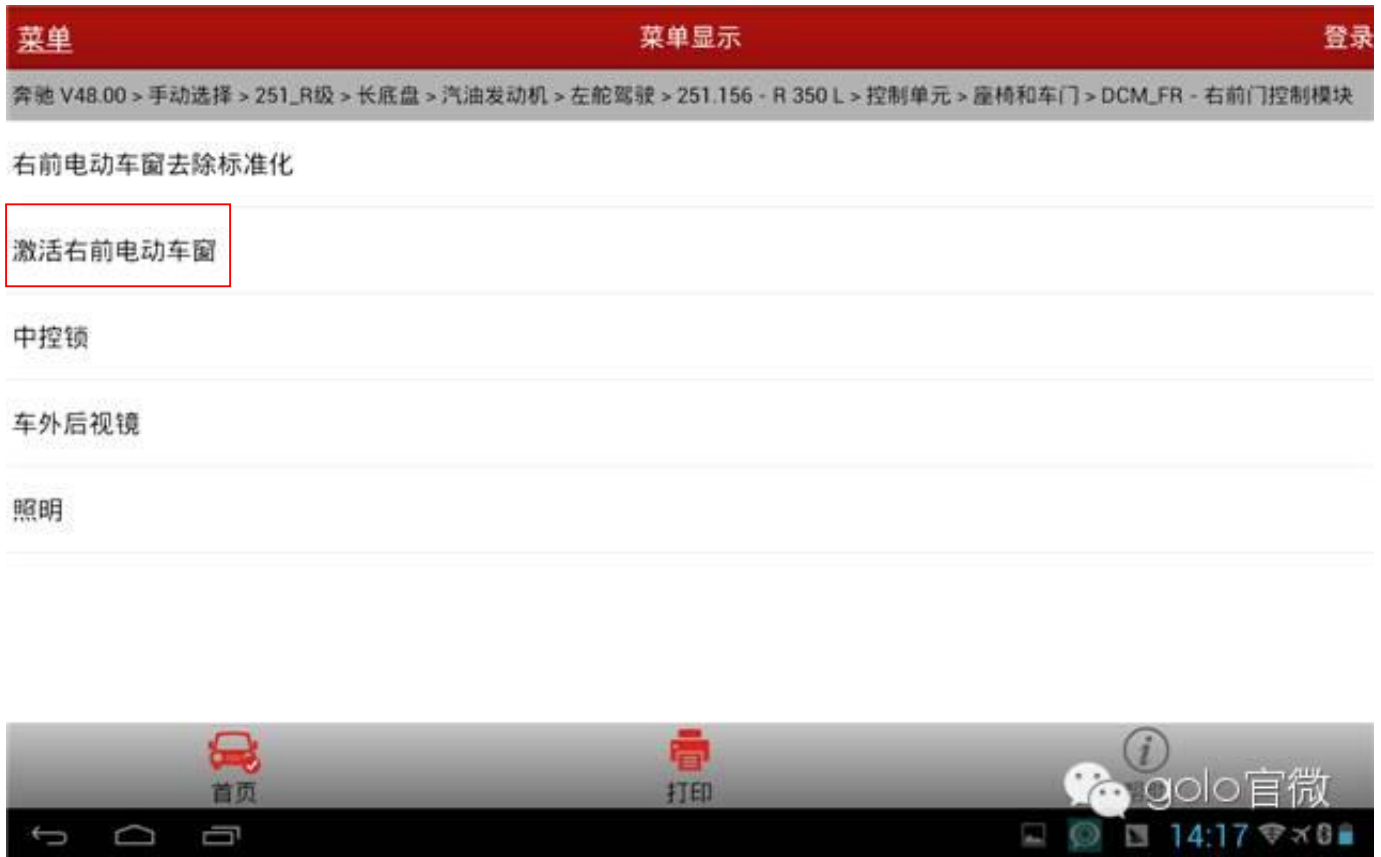 菜单 菜单显示 登录
奔驰 V48.00 > 手动选择 > 251_R级 > 长底盘 > 汽油发动机 > 左舵驾驶 > 251.156 - R 350 L > 控制单元 > 座椅和车门 > DCM_FR - 右前门控制模块
右前电动车窗去除标准化
激活右前电动车窗
中控锁
车外后视镜
照明
首页 打印
golo官微
14:17